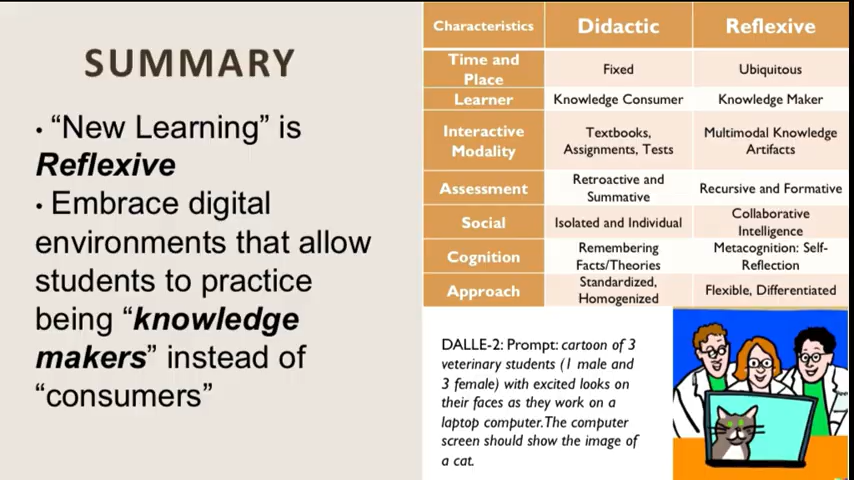 SUMMARY
• “New Learning” is
Reflexive
• Embrace digital
environments that allow
students to practice
being “knowledge
makers” instead of
“consumers”
Characteristics Didactic Reflexive
Time and
Place
Fixed Ubiquitous
Learner Knowledge Consumer Knowledge Maker
Interactive
Modality
Textbooks,
Assignments, Tests
Multimodal Knowledge
Artifacts
Assessment
Retroactive and
Summative
Recursive and Formative
Social Isolated and Individual
Collaborative
Intelligence
Cognition
Remembering
Facts/Theories
Metacognition: Self-
Reflection
Approach
Standardized,
Homogenized
Flexible, Differentiated
DALLE-2: Prompt: cartoon of 3
veterinary students (1 male and
3 female) with excited looks on
their faces as they work on a
laptop computer.The computer
screen should show the image of
a cat.